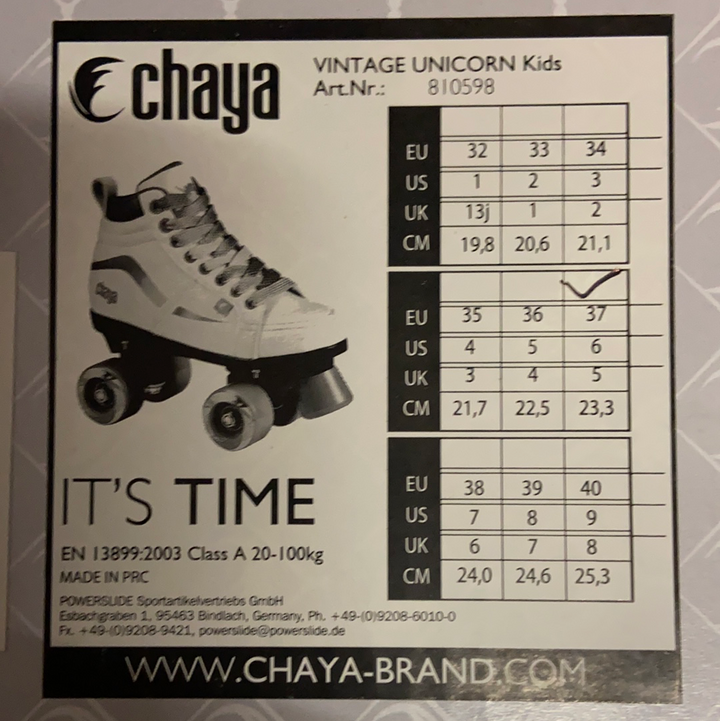 chaya
VINTAGE UNICORN Kids
Art.Nr.: 810598
EU 32 33 34
US 1 2 3
UK 13j 1 2
CM 19,8 20,6 21,1
EU 35 36 37
US 4 5 6
UK 3 4 5
CM 21,7 22,5 23,3
EU 38 39 40
US 7 8 9
UK 6 7 8
CM 24,0 24,6 25,3
chaya
IT'S TIME
EN 13899:2003 Class A 20-100kg
MADE IN PRC
POWERSLIDE Sportartikelvertriebs GmbH
Esbachgraben 1, 95463 Bindlach, Germany, Ph. +49-(0)9208-6010-0
Fx. +49-(0)9208-9421, powerslide@powerslide.de
WWW.CHAYA-BRAND.COM